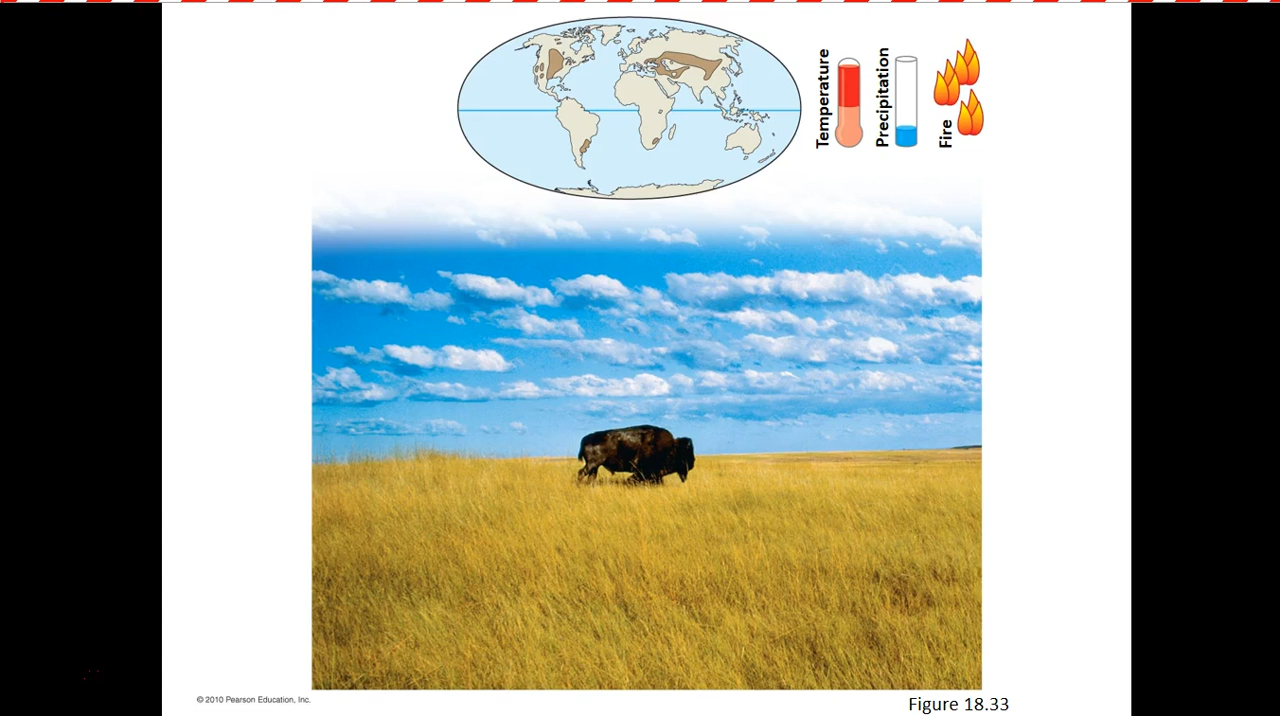 Temperature
Precipitation
Fire
© 2010 Pearson Education, Inc.
Figure 18.33